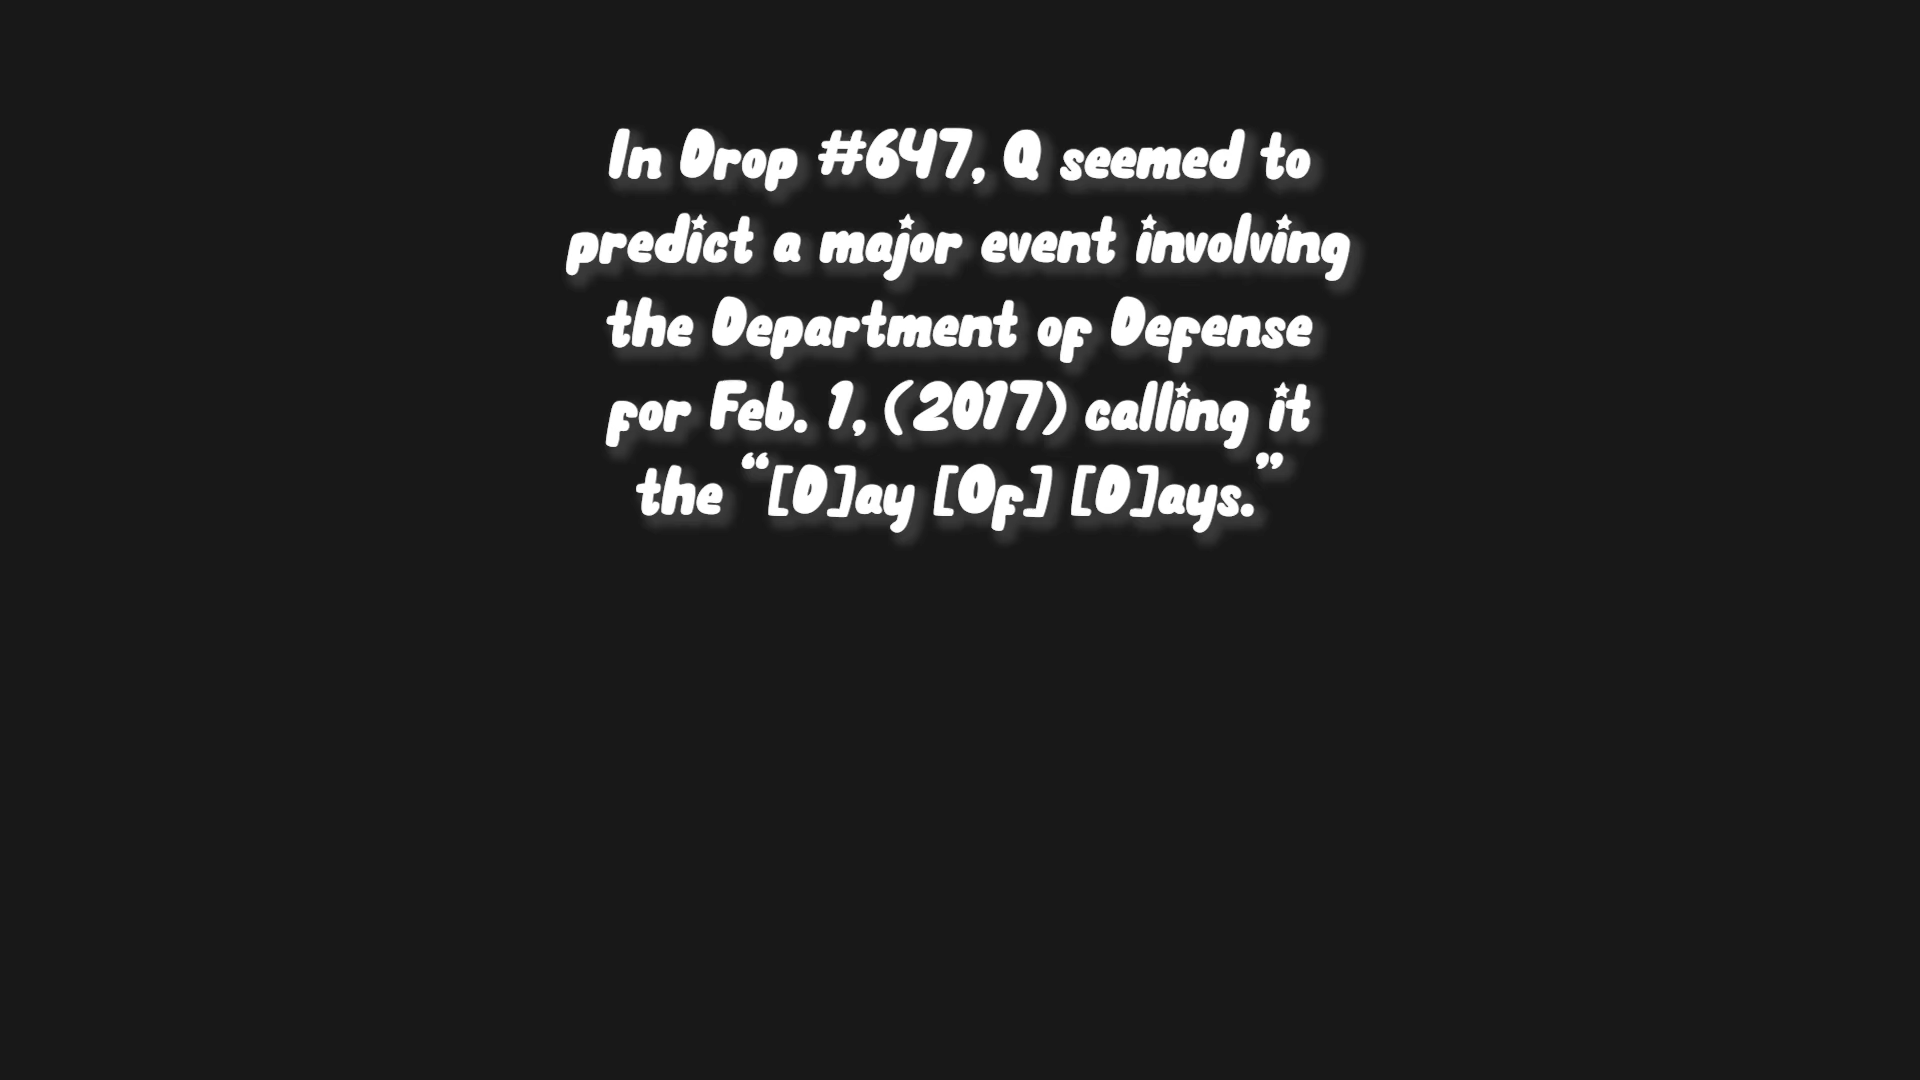 In Drop #647, Q seemed to
predict a major event involving
the Department of Defense
for Feb. 1, (2017) calling it
the “[D]ay [Of] [D]ays.”